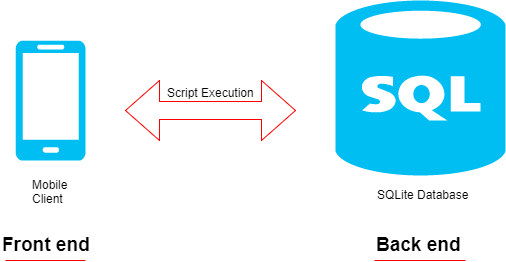 Script Execution
SQL
Mobile
Client
SQLite Database
Front end
Back end